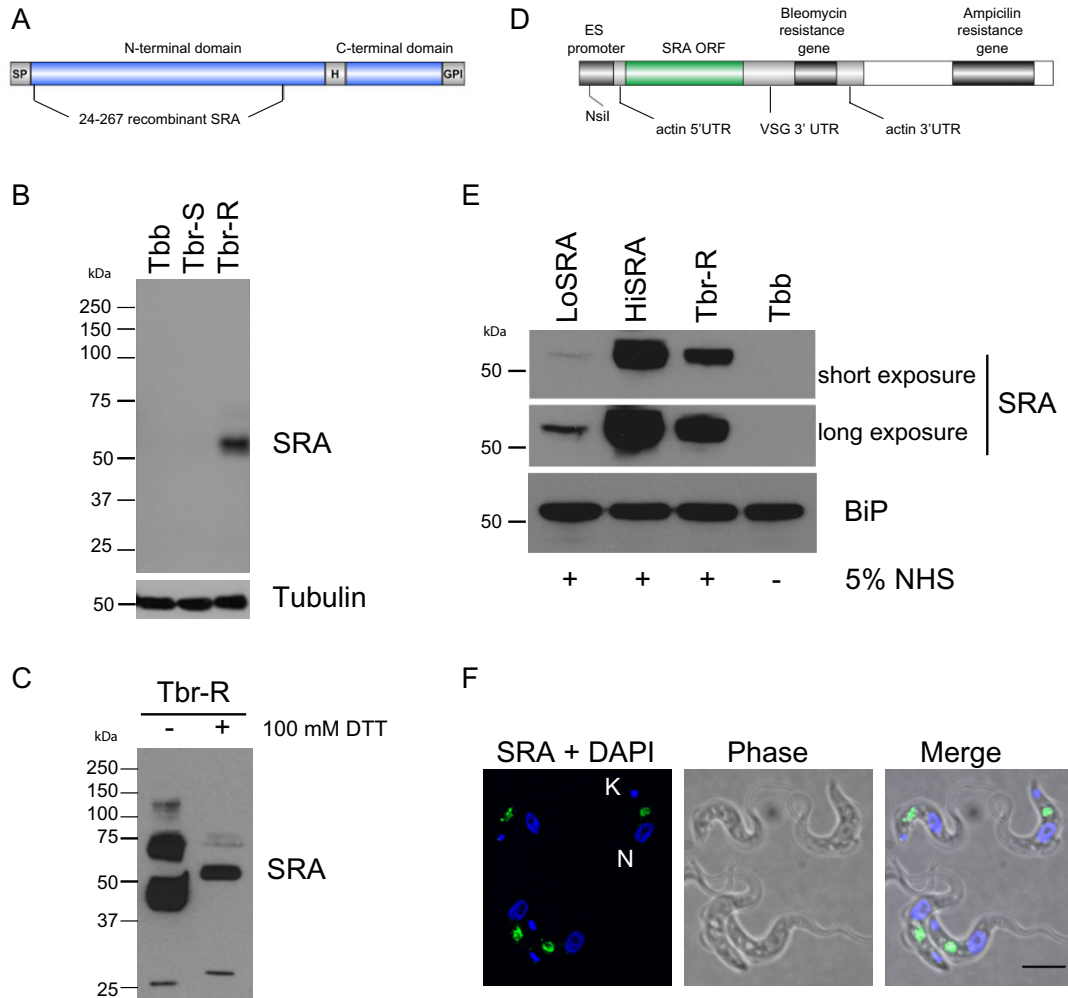 A
N-terminal domain
C-terminal domain
SP
H
GPI
24-267 recombinant SRA
B
Tbb
Tbr-S
Tbr-R
kDa
250
150
100
75
50
37
25
SRA
50
Tubulin
C
Tbr-R
- + 100 mM DTT
kDa
250
150
100
75
50
37
25
SRA
D
ES
promoter
SRA ORF
Bleomycin
resistance
gene
Ampicilin
resistance
gene
NsiI
actin 5'UTR
VSG 3' UTR
actin 3'UTR
E
LoSRA
HiSRA
Tbr-R
Tbb
kDa
50
short exposure
50
long exposure
SRA
50
BiP
+ + + - 5% NHS
F
SRA + DAPI
Phase
Merge
K
N